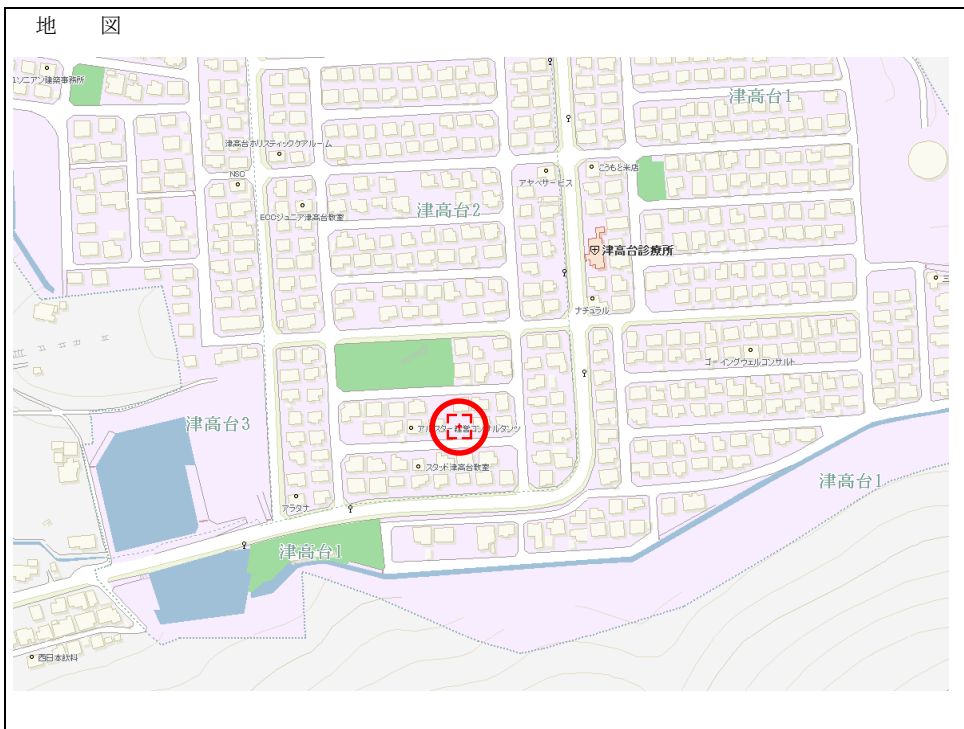 地　図
津高台1
津高台ホリスティックケアルーム
NSO
アヤベサービス
こうもと米店
ECOジュニア津高台教室
津高台2
津高台診療所
ナチュラル
ゴーイングウェルコンサルト
津高台3
スタッド津高台教室
アラタナ
津高台1
津高台1
西日本飲料